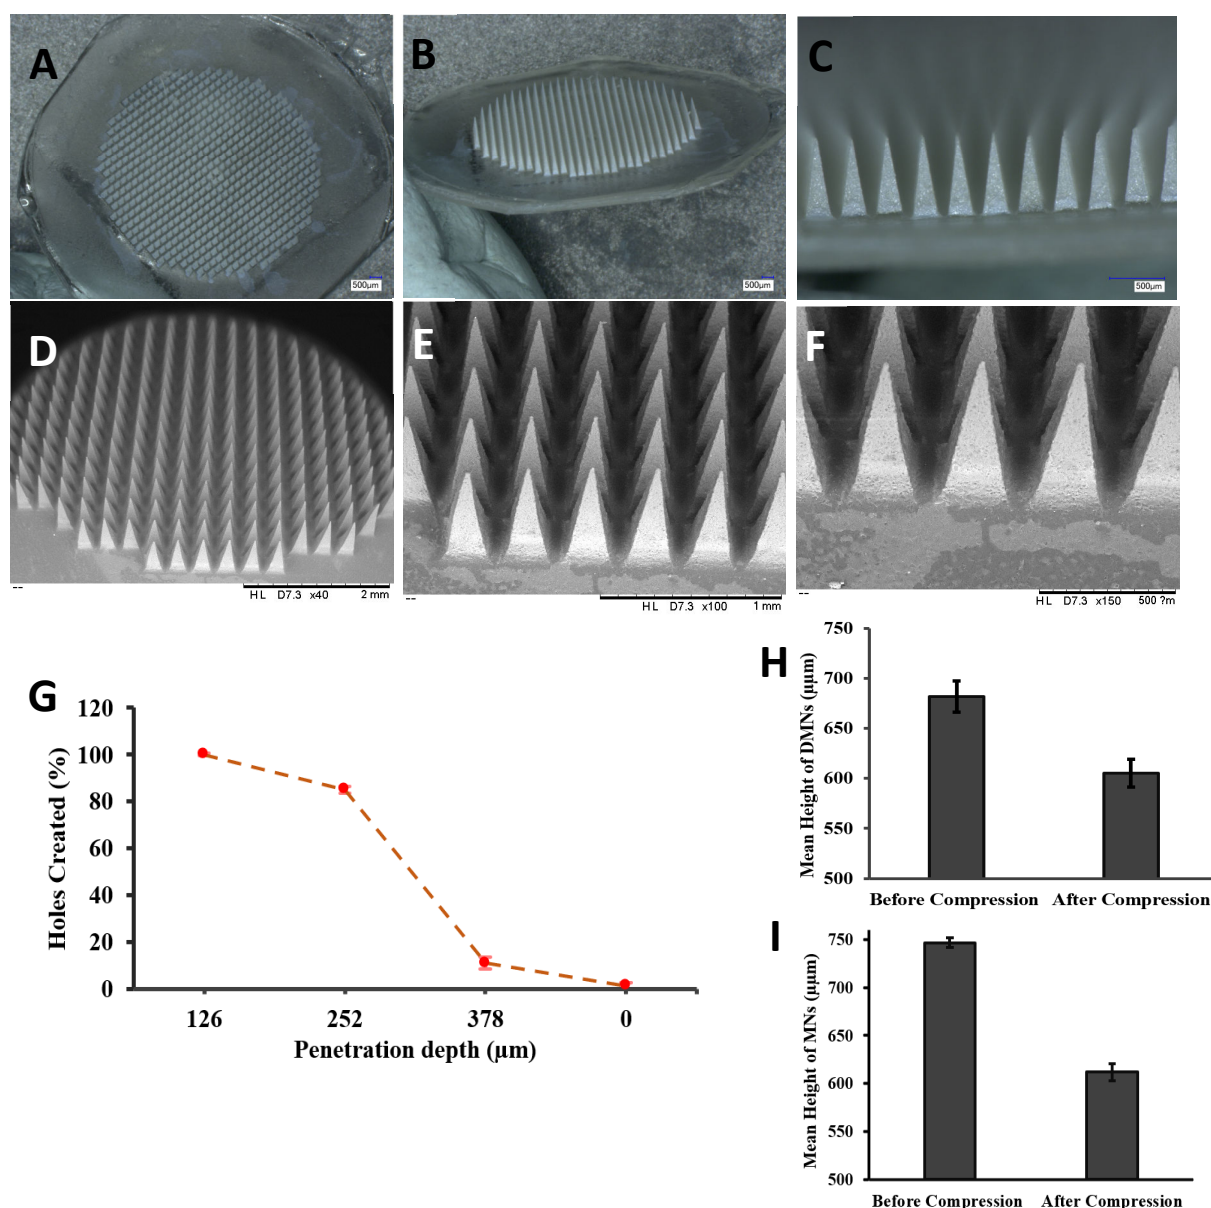 A
B
C
500µm
500µm
500µm
D
E
F
HL D7.3 x40 2 mm
HL D7.3 x100 1 mm
HL D7.3 x150 500 ?m
G
120
100
80
60
40
20
0
Holes Created (%)
126 252 378 0
Penetration depth (µm)
H
750
700
650
600
550
500
Mean Height of DMNs (µµm)
Before Compression After Compression
I
750
700
650
600
550
500
Mean Height of MNs (µµm)
Before Compression After Compression